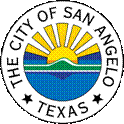 THE CITY OF SAN ANGELO
TEXAS